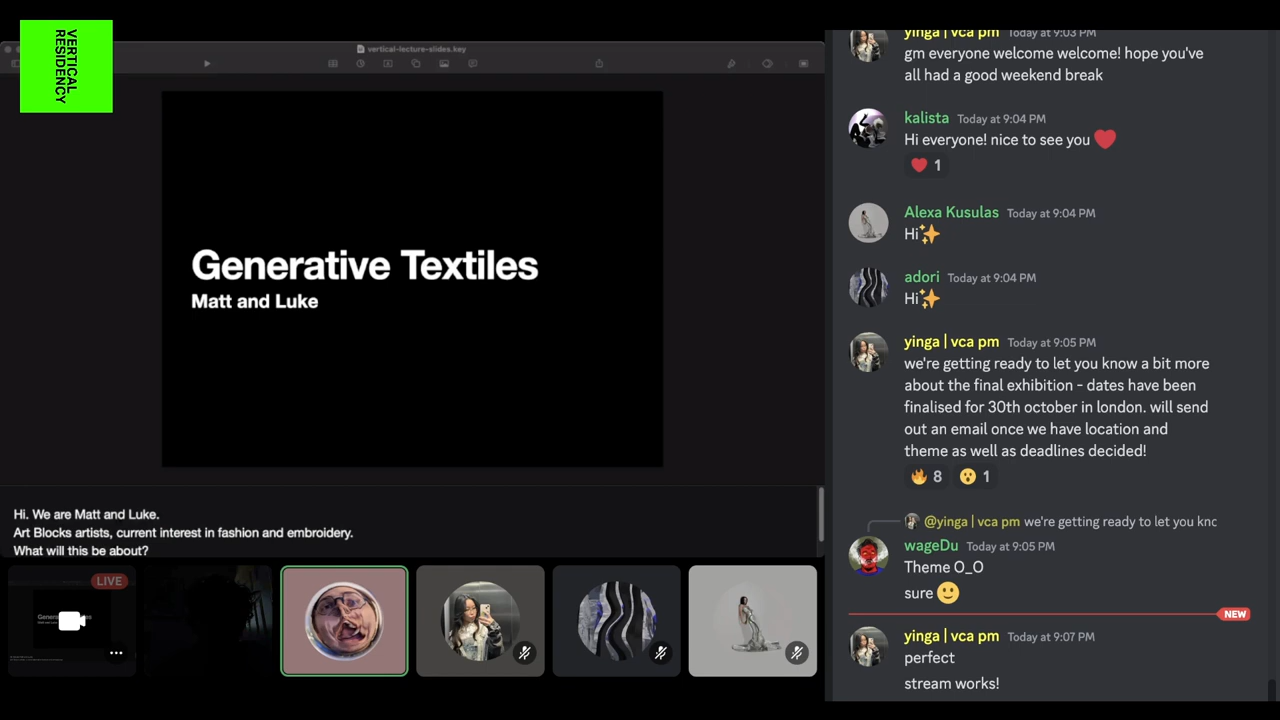 VERTICAL
RESIDENCY
vertical-lecture-slides.key
Generative Textiles
Matt and Luke
Hi. We are Matt and Luke.
Art Blocks artists, current interest in fashion and embroidery.
What will this be about?
LIVE
yinga | vca pm Today at 9:03 PM
gm everyone welcome welcome! hope you've
all had a good weekend break
kalista Today at 9:04 PM
Hi everyone! nice to see you ❤️
❤️ 1
Alexa Kusulas Today at 9:04 PM
Hi✨
adori Today at 9:04 PM
Hi✨
yinga | vca pm Today at 9:05 PM
we're getting ready to let you know a bit more
about the final exhibition - dates have been
finalised for 30th october in london. will send
out an email once we have location and
theme as well as deadlines decided!
🔥 8 😯 1
@yinga | vca pm we're getting ready to let you knc
wageDu Today at 9:05 PM
Theme O_O
sure 🙂
NEW
yinga | vca pm Today at 9:07 PM
perfect
stream works!